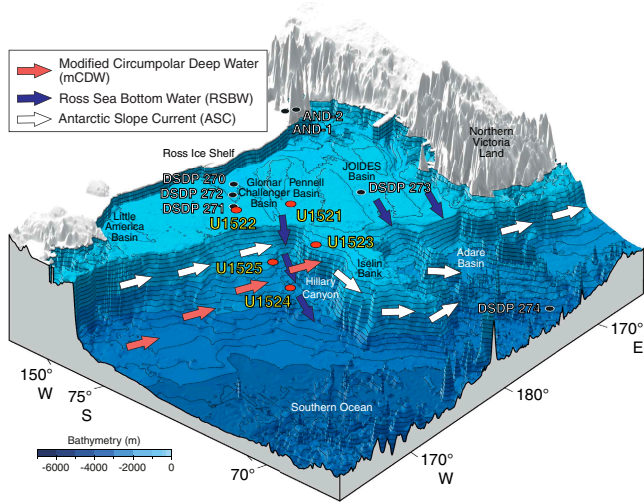 Modified Circumpolar Deep Water
(mCDW)
Ross Sea Bottom Water (RSBW)
Antarctic Slope Current (ASC)
AND-2
AND-1
Northern
Victoria
Land
Ross Ice Shelf
JOIDES
Basin
DSDP 270
DSDP 272
DSDP 271
Glomar
Challenger
Basin
Pennell
Basin
DSDP 273
Little
America
Basin
U1522
U1521
U1523
Adare
Basin
U1525
Iselin
Bank
Hillary
Canyon
U1524
DSDP 274
170°
E
150°
W
75°
S
180°
Southern Ocean
170°
W
70°
Bathymetry (m)
-6000 -4000 -2000 0